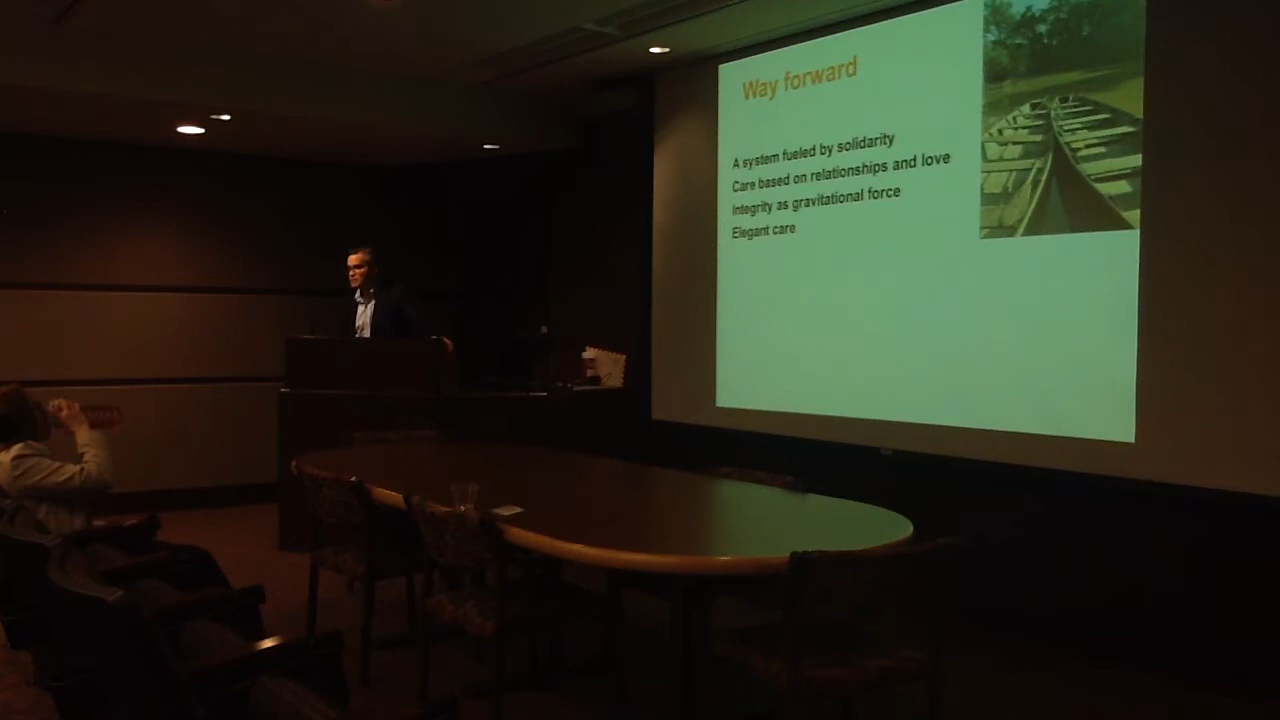 Way forward
A system fueled by solidarity
Care based on relationships and love
Integrity as gravitational force
Elegant care